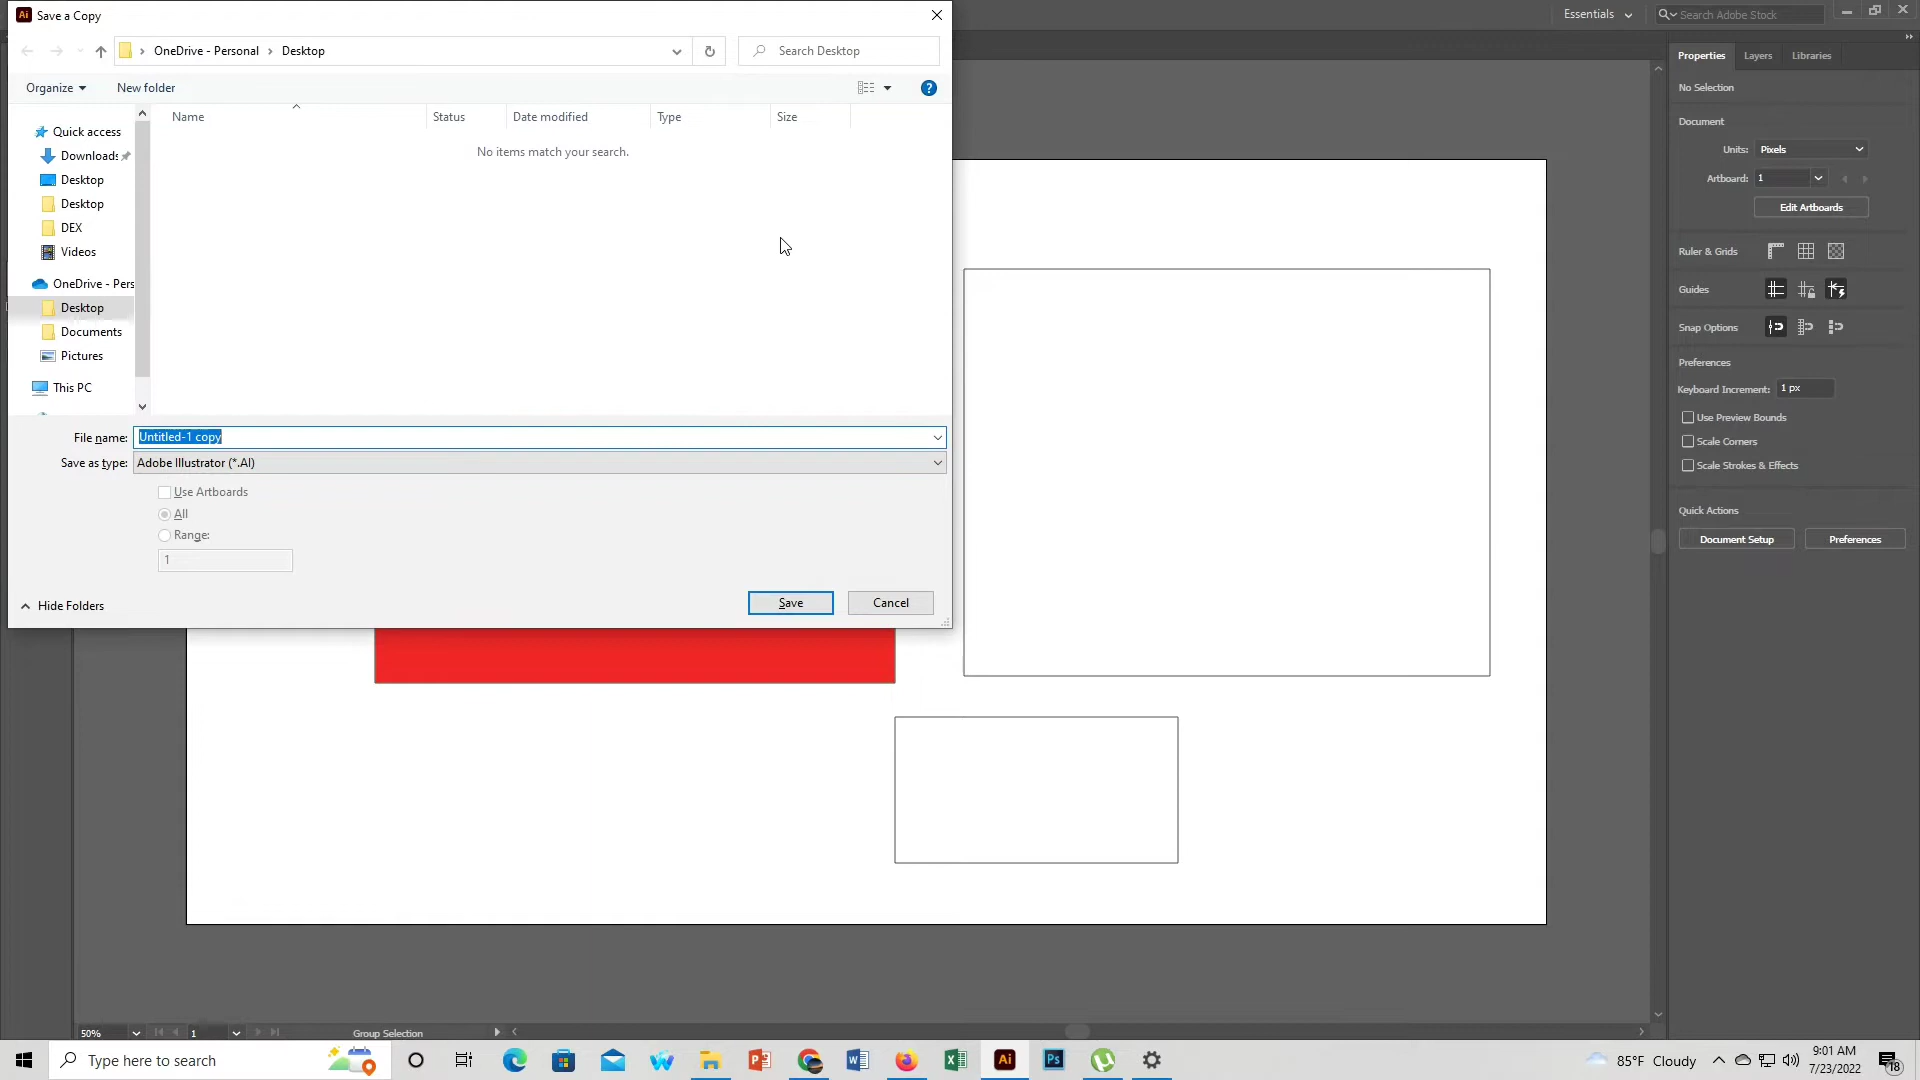 Save a Copy
Essentials
Search Adobe Stock
OneDrive - Personal > Desktop
Search Desktop
Properties Layers Libraries
Organize New folder
No Selection
Name Status Date modified Type Size
Document
Quick access
No items match your search.
Units: Pixels
Downloads
Artboard: 1
Desktop
Edit Artboards
Desktop
DEX
Ruler & Grids
Videos
OneDrive - Pers
Guides
Desktop
Snap Options
Documents
Pictures
Preferences
This PC
Keyboard Increment: 1 px
Use Preview Bounds
File name: Untitled-1 copy
Scale Corners
Save as type: Adobe Illustrator (*.AI)
Scale Strokes & Effects
Use Artboards
All
Quick Actions
Range:
Document Setup Preferences
1
Hide Folders
Save Cancel
50% 1 Group Selection
Type here to search
85°F Cloudy
9:01 AM
7/23/2022
18